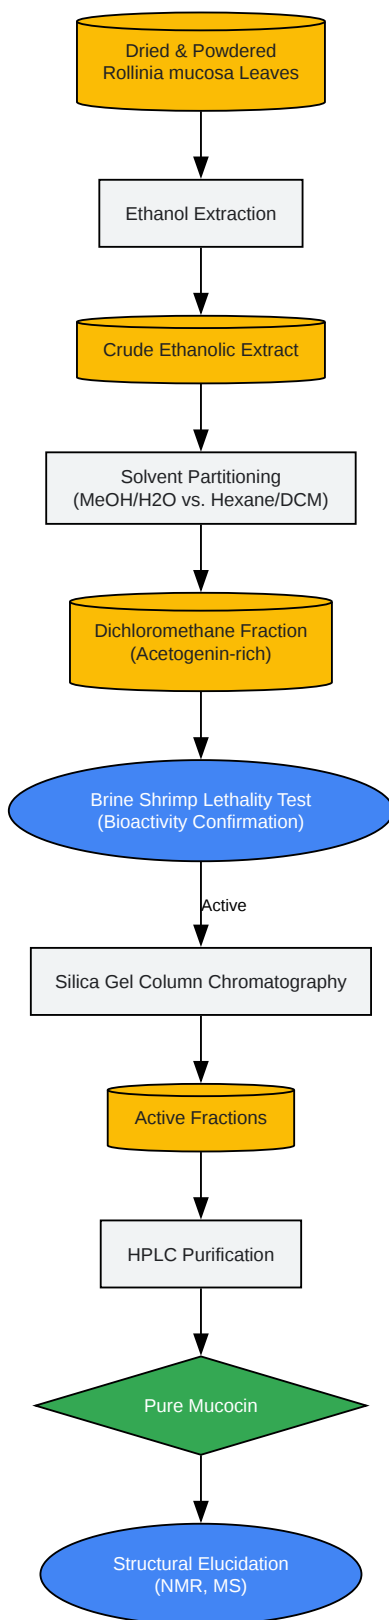 Dried & Powdered
Rollinia mucosa Leaves
Ethanol Extraction
Crude Ethanolic Extract
Solvent Partitioning
(MeOH/H2O vs. Hexane/DCM)
Dichloromethane Fraction
(Acetogenin-rich)
Brine Shrimp Lethality Test
(Bioactivity Confirmation)
Active
Silica Gel Column Chromatography
Active Fractions
HPLC Purification
Pure Mucocin
Structural Elucidation
(NMR, MS)